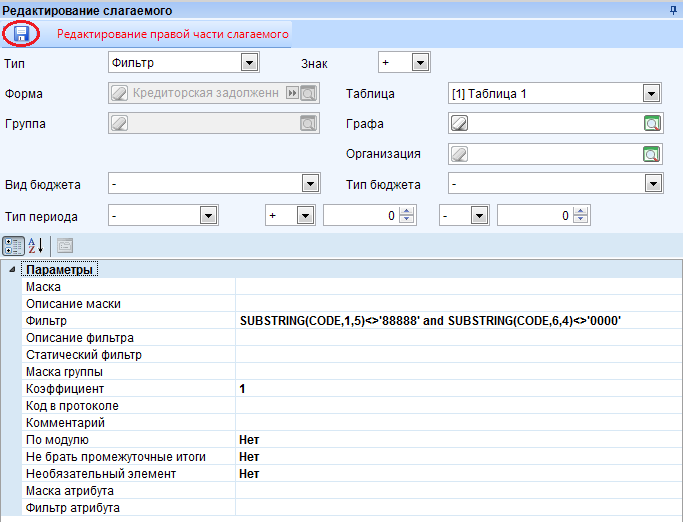 Редактирование слагаемого
Редактирование правой части слагаемого
Тип Фильтр Знак +
Форма Кредиторская задолженн Таблица [1] Таблица 1
Группа Графа
Организация
Вид бюджета - Тип бюджета -
Тип периода - + 0 - 0
Параметры
Маска
Описание маски
Фильтр SUBSTRING(CODE,1,5)<>'88888' and SUBSTRING(CODE,6,4)<>'0000'
Описание фильтра
Статический фильтр
Маска группы
Коэффициент 1
Код в протоколе
Комментарий
По модулю Нет
Не брать промежуточные итоги Нет
Необязательный элемент Нет
Маска атрибута
Фильтр атрибута